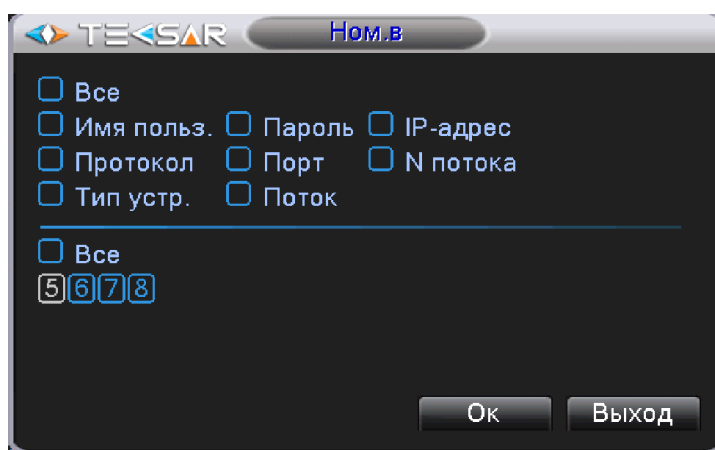 TECSAR Ном.в
Все
Имя польз. Пароль IP-адрес
Протокол Порт N потока
Тип устр. Поток
Все
5 6 7 8
Ок Выход